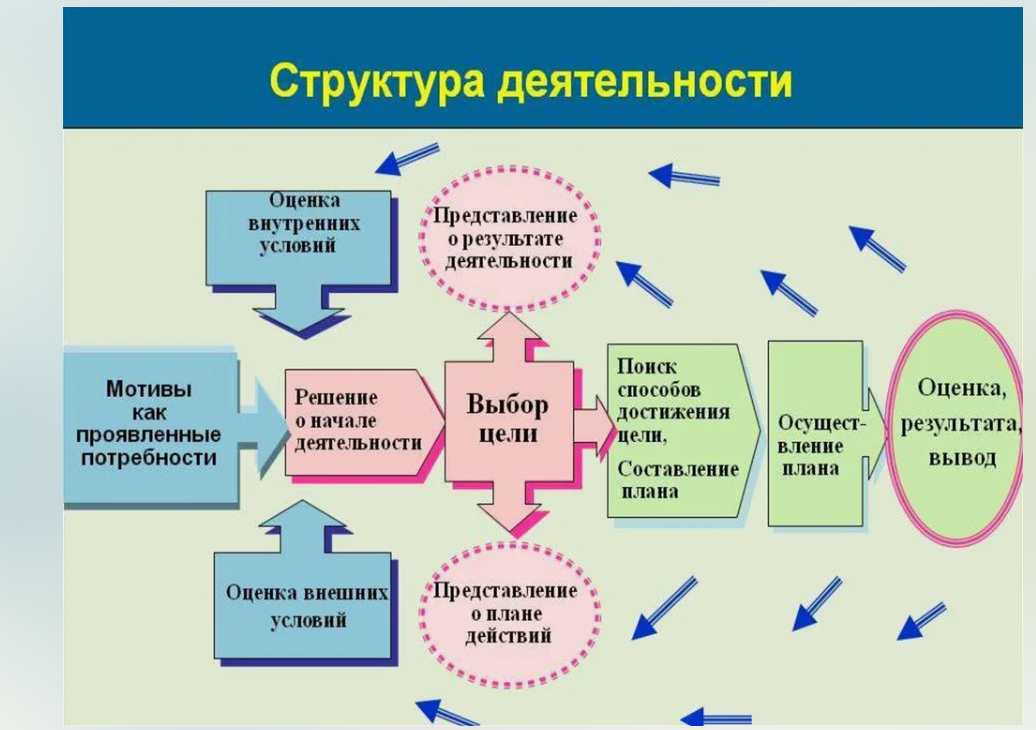 Структура деятельности
Оценка
внутренних
условий
Представление
о результате
деятельности
Мотивы
как
проявленные
потребности
Решение
о начале
деятельности
Выбор
цели
Поиск
способов
достижения
цели,
Составление
плана
Осущест-
вление
плана
Оценка,
результата,
вывод
Оценка внешних
условий
Представление
о плане
действий